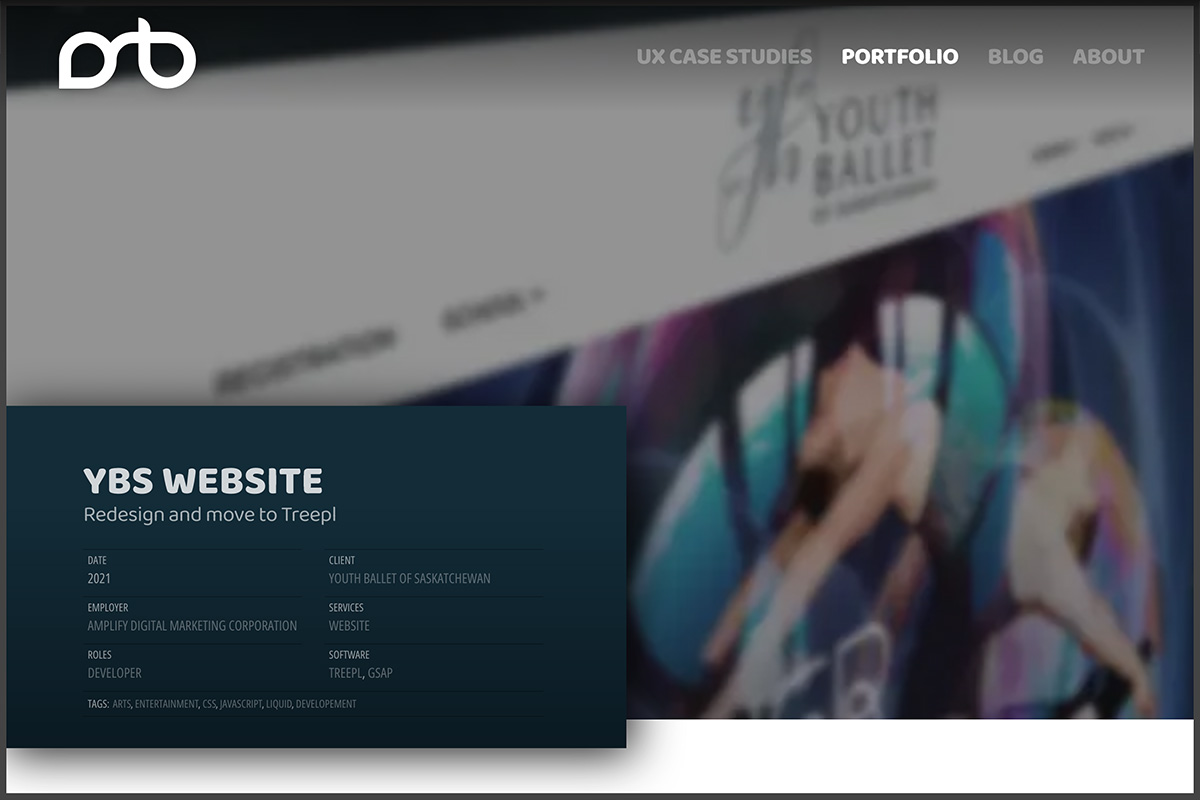 UX CASE STUDIES PORTFOLIO BLOG ABOUT
YOUTH
BALLET
REGISTRATION SCHOOL
YBS WEBSITE
Redesign and move to Treepl
DATE
2021
CLIENT
YOUTH BALLET OF SASKATCHEWAN
EMPLOYER
AMPLIFY DIGITAL MARKETING CORPORATION
SERVICES
WEBSITE
ROLES
DEVELOPER
SOFTWARE
TREEPL, GSAP
TAGS: ARTS, ENTERTAINMENT, CSS, JAVASCRIPT, LIQUID, DEVELOPEMENT